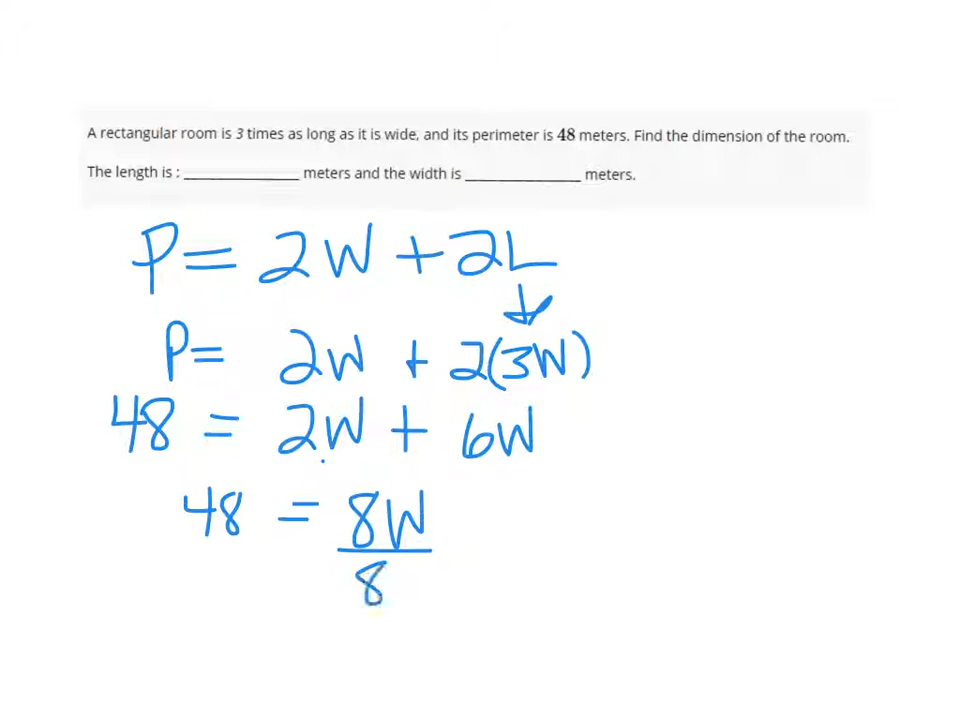 A rectangular room is 3 times as long as it is wide, and its perimeter is 48 meters. Find the dimension of the room.
The length is : ______________ meters and the width is ______________ meters.
P = 2W + 2L
P = 2W + 2(3W)
48 = 2W + 6W
48 = 8W
8